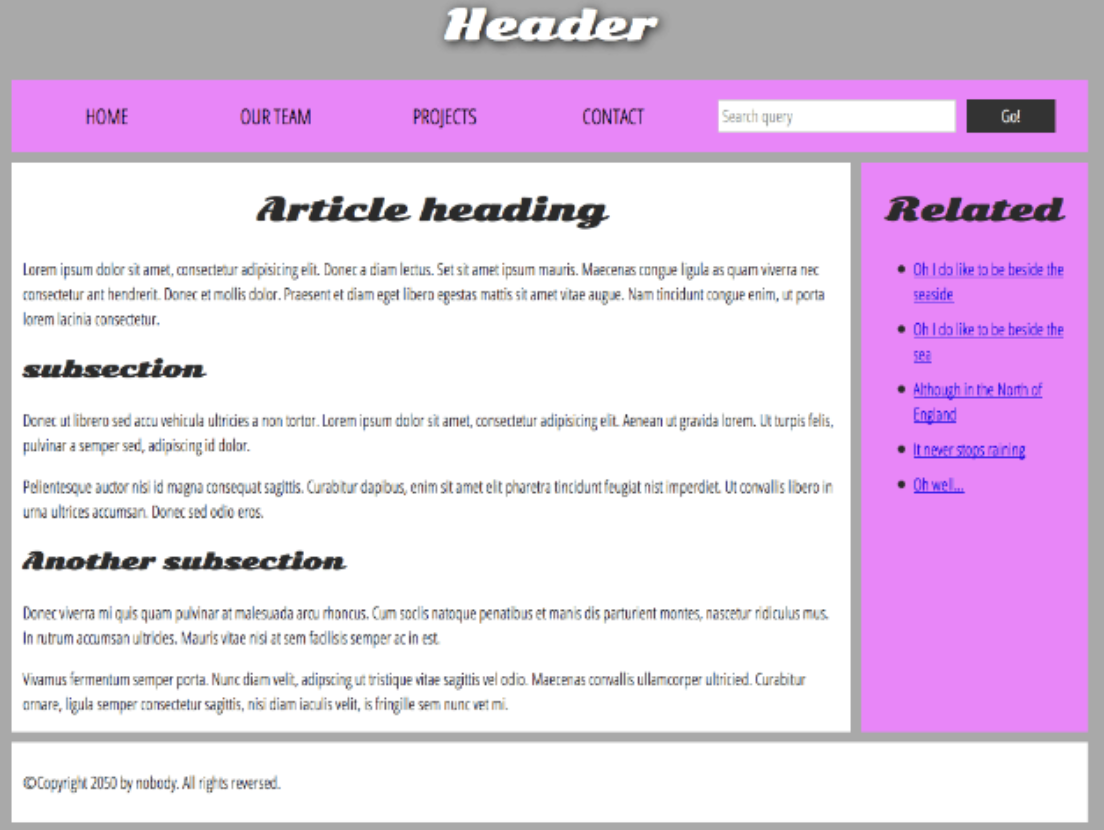 Header
HOME OUR TEAM PROJECTS CONTACT Search query Go!
Article heading
Lorem ipsum dolor sit amet, consectetur adipisicing elit. Donec a diam lectus. Set sit amet ipsum mauris. Maecenas congue ligula as quam viverra nec
consectetur ant hendrerit. Donec et mollis dolor. Praesent et diam eget libero egestas mattis sit amet vitae augue. Nam tincidunt congue enim, ut porta
lorem lacinia consectetur.
subsection
Donec ut librero sed accu vehicula ultricies a non tortor. Lorem ipsum dolor sit amet, consectetur adipisicing elit. Aenean ut gravida lorem. Ut turpis felis,
pulvinar a semper sed, adipiscing id dolor.
Pelientesque auctor nisi id magna consequat sagittis. Curabitur dapibus, enim sit amet elit pharetra tincidunt feugiat nist imperdiet. Ut convallis libero in
urna ultrices accumsan. Donec sed odio eros.
Another subsection
Donec viverra mi quis quam pulvinar at malesuada arcu rhoncus. Cum soclis natoque penatibus et manis dis parturient montes, nascetur ridiculus mus.
In rutrum accumsan ultricies. Mauris vitae nisi at sem facilisis semper ac in est.
Vivamus fermentum semper porta. Nunc diam velit, adipscing ut tristique vitae sagittis vel odio. Maecenas convallis ullamcorper ultricied. Curabitur
ornare, ligula semper consectetur sagittis, nisi diam iaculis velit, is fringille sem nunc vet mi.
Related
Oh I do like to be beside the
seaside
Oh I do like to be beside the
sea
Although in the North of
England
It never stops raining
Oh well...
©Copyright 2050 by nobody. All rights reversed.